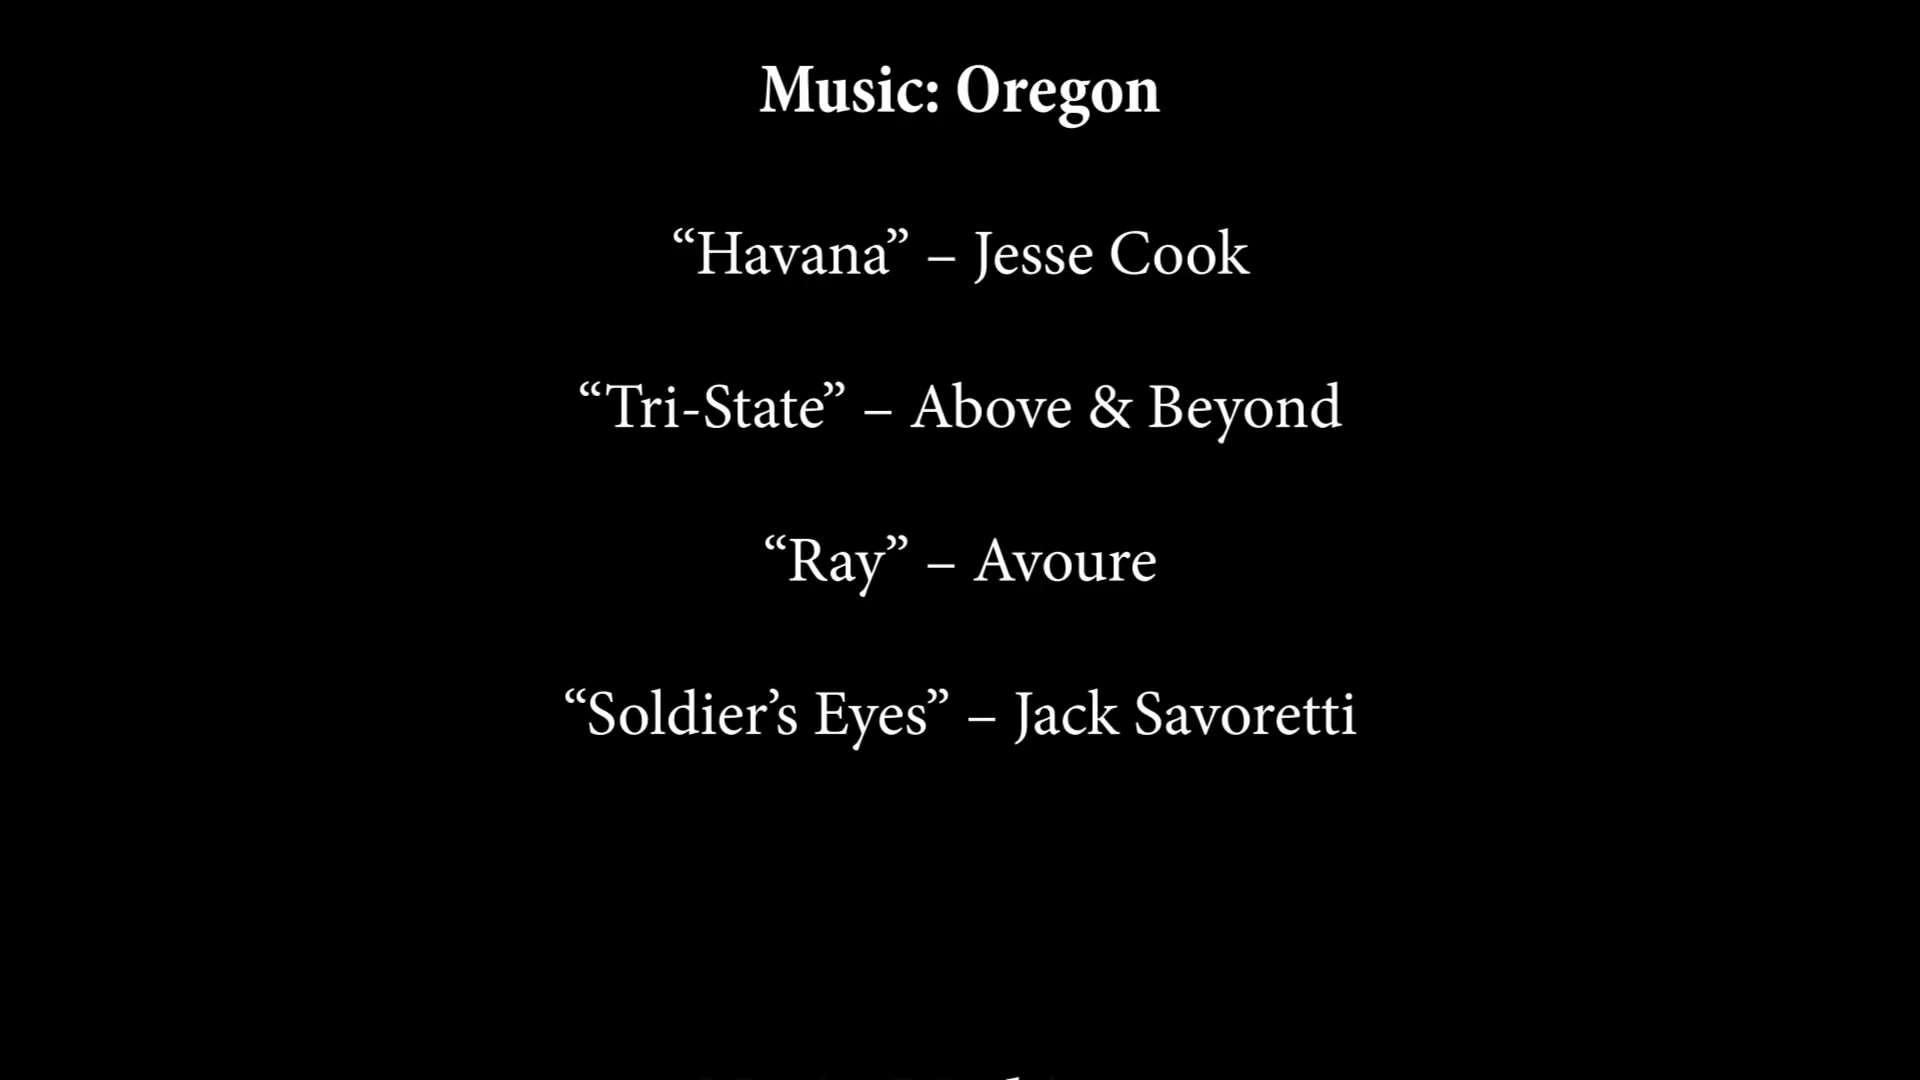 Music: Oregon
“Havana” – Jesse Cook
“Tri-State” – Above & Beyond
“Ray” – Avoure
“Soldier’s Eyes” – Jack Savoretti